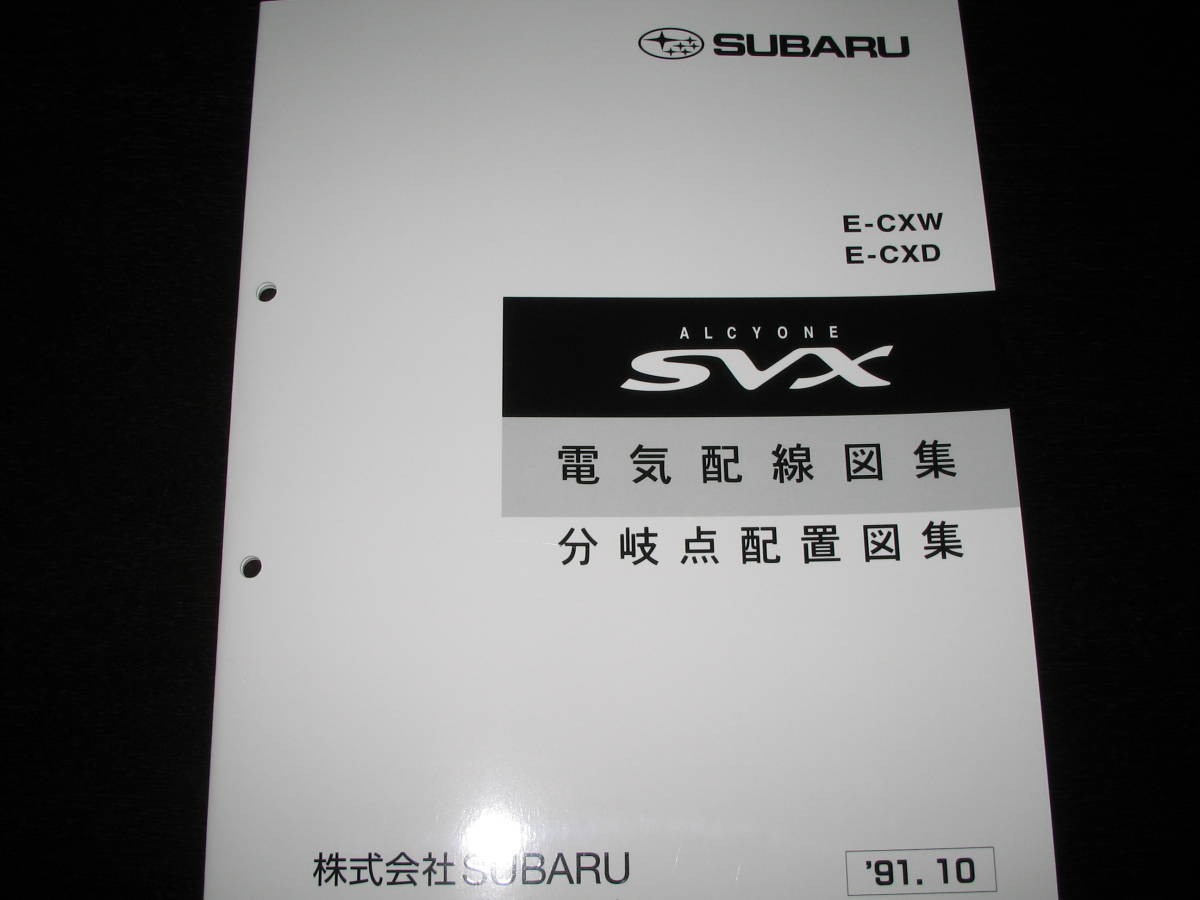 SUBARU
E-CXW
E-CXD
ALCYONE
SVX
電気配線図集
分岐点配置図集
株式会社SUBARU
'91.10